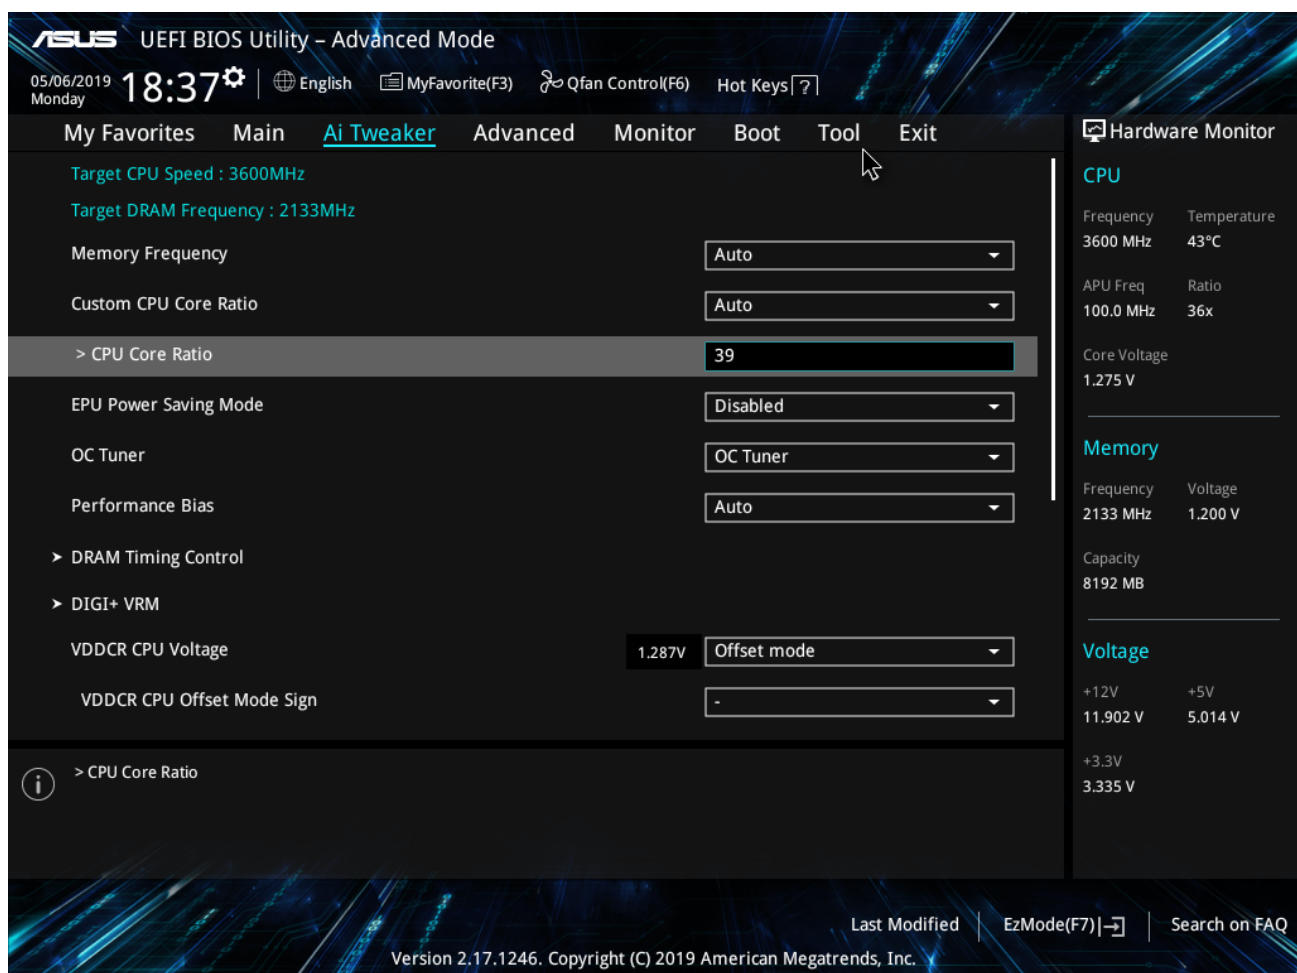 ASUS UEFI BIOS Utility – Advanced Mode
05/06/2019
Monday
18:37
English MyFavorite(F3) Qfan Control(F6) Hot Keys ?
My Favorites Main Ai Tweaker Advanced Monitor Boot Tool Exit
Target CPU Speed : 3600MHz
Target DRAM Frequency : 2133MHz
Memory Frequency Auto
Custom CPU Core Ratio Auto
> CPU Core Ratio 39
EPU Power Saving Mode Disabled
OC Tuner OC Tuner
Performance Bias Auto
DRAM Timing Control
DIGI+ VRM
VDDCR CPU Voltage 1.287V Offset mode
VDDCR CPU Offset Mode Sign -
> CPU Core Ratio
Hardware Monitor
CPU
Frequency Temperature
3600 MHz 43°C
APU Freq Ratio
100.0 MHz 36x
Core Voltage
1.275 V
Memory
Frequency Voltage
2133 MHz 1.200 V
Capacity
8192 MB
Voltage
+12V +5V
11.902 V 5.014 V
+3.3V
3.335 V
Last Modified EzMode(F7) Search on FAQ
Version 2.17.1246. Copyright (C) 2019 American Megatrends, Inc.